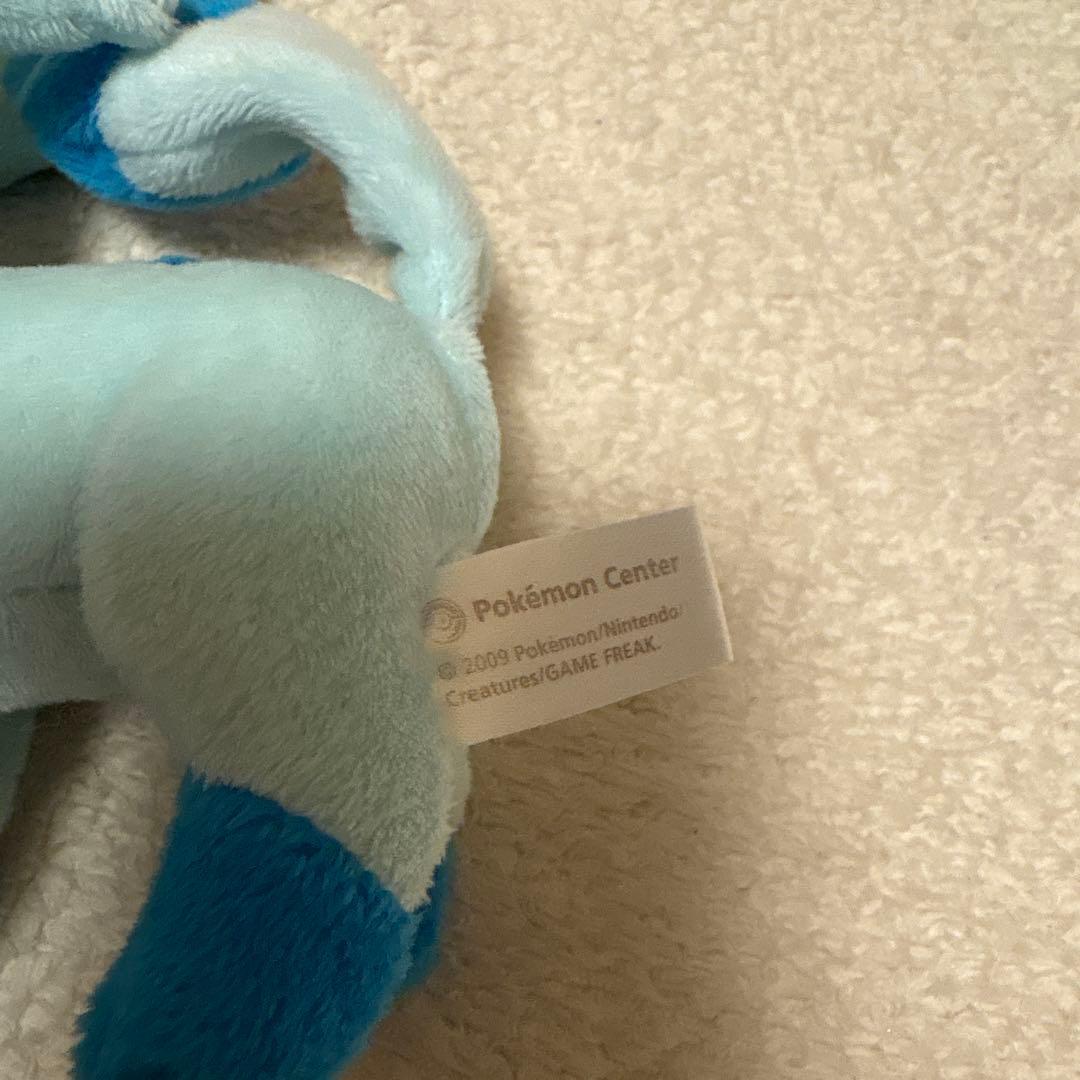 Pokémon Center
© 2009 Pokémon/Nintendo/
Creatures/GAME FREAK.